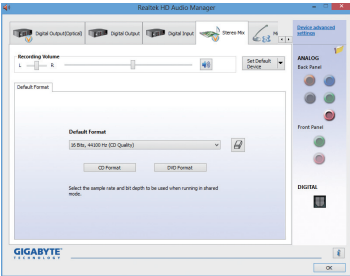 Realtek HD Audio Manager
Digital Output(Optical)
Digital Output
Digital Input
Stereo Mix
Device advanced settings
Recording Volume
L
R
Set Default Device
ANALOG
Back Panel
Default Format
Default Format
16 Bits, 44100 Hz (CD Quality)
CD Format
DVD Format
Select the sample rate and bit depth to be used when running in shared mode.
Front Panel
DIGITAL
GIGABYTE
TECHNOLOGY
OK